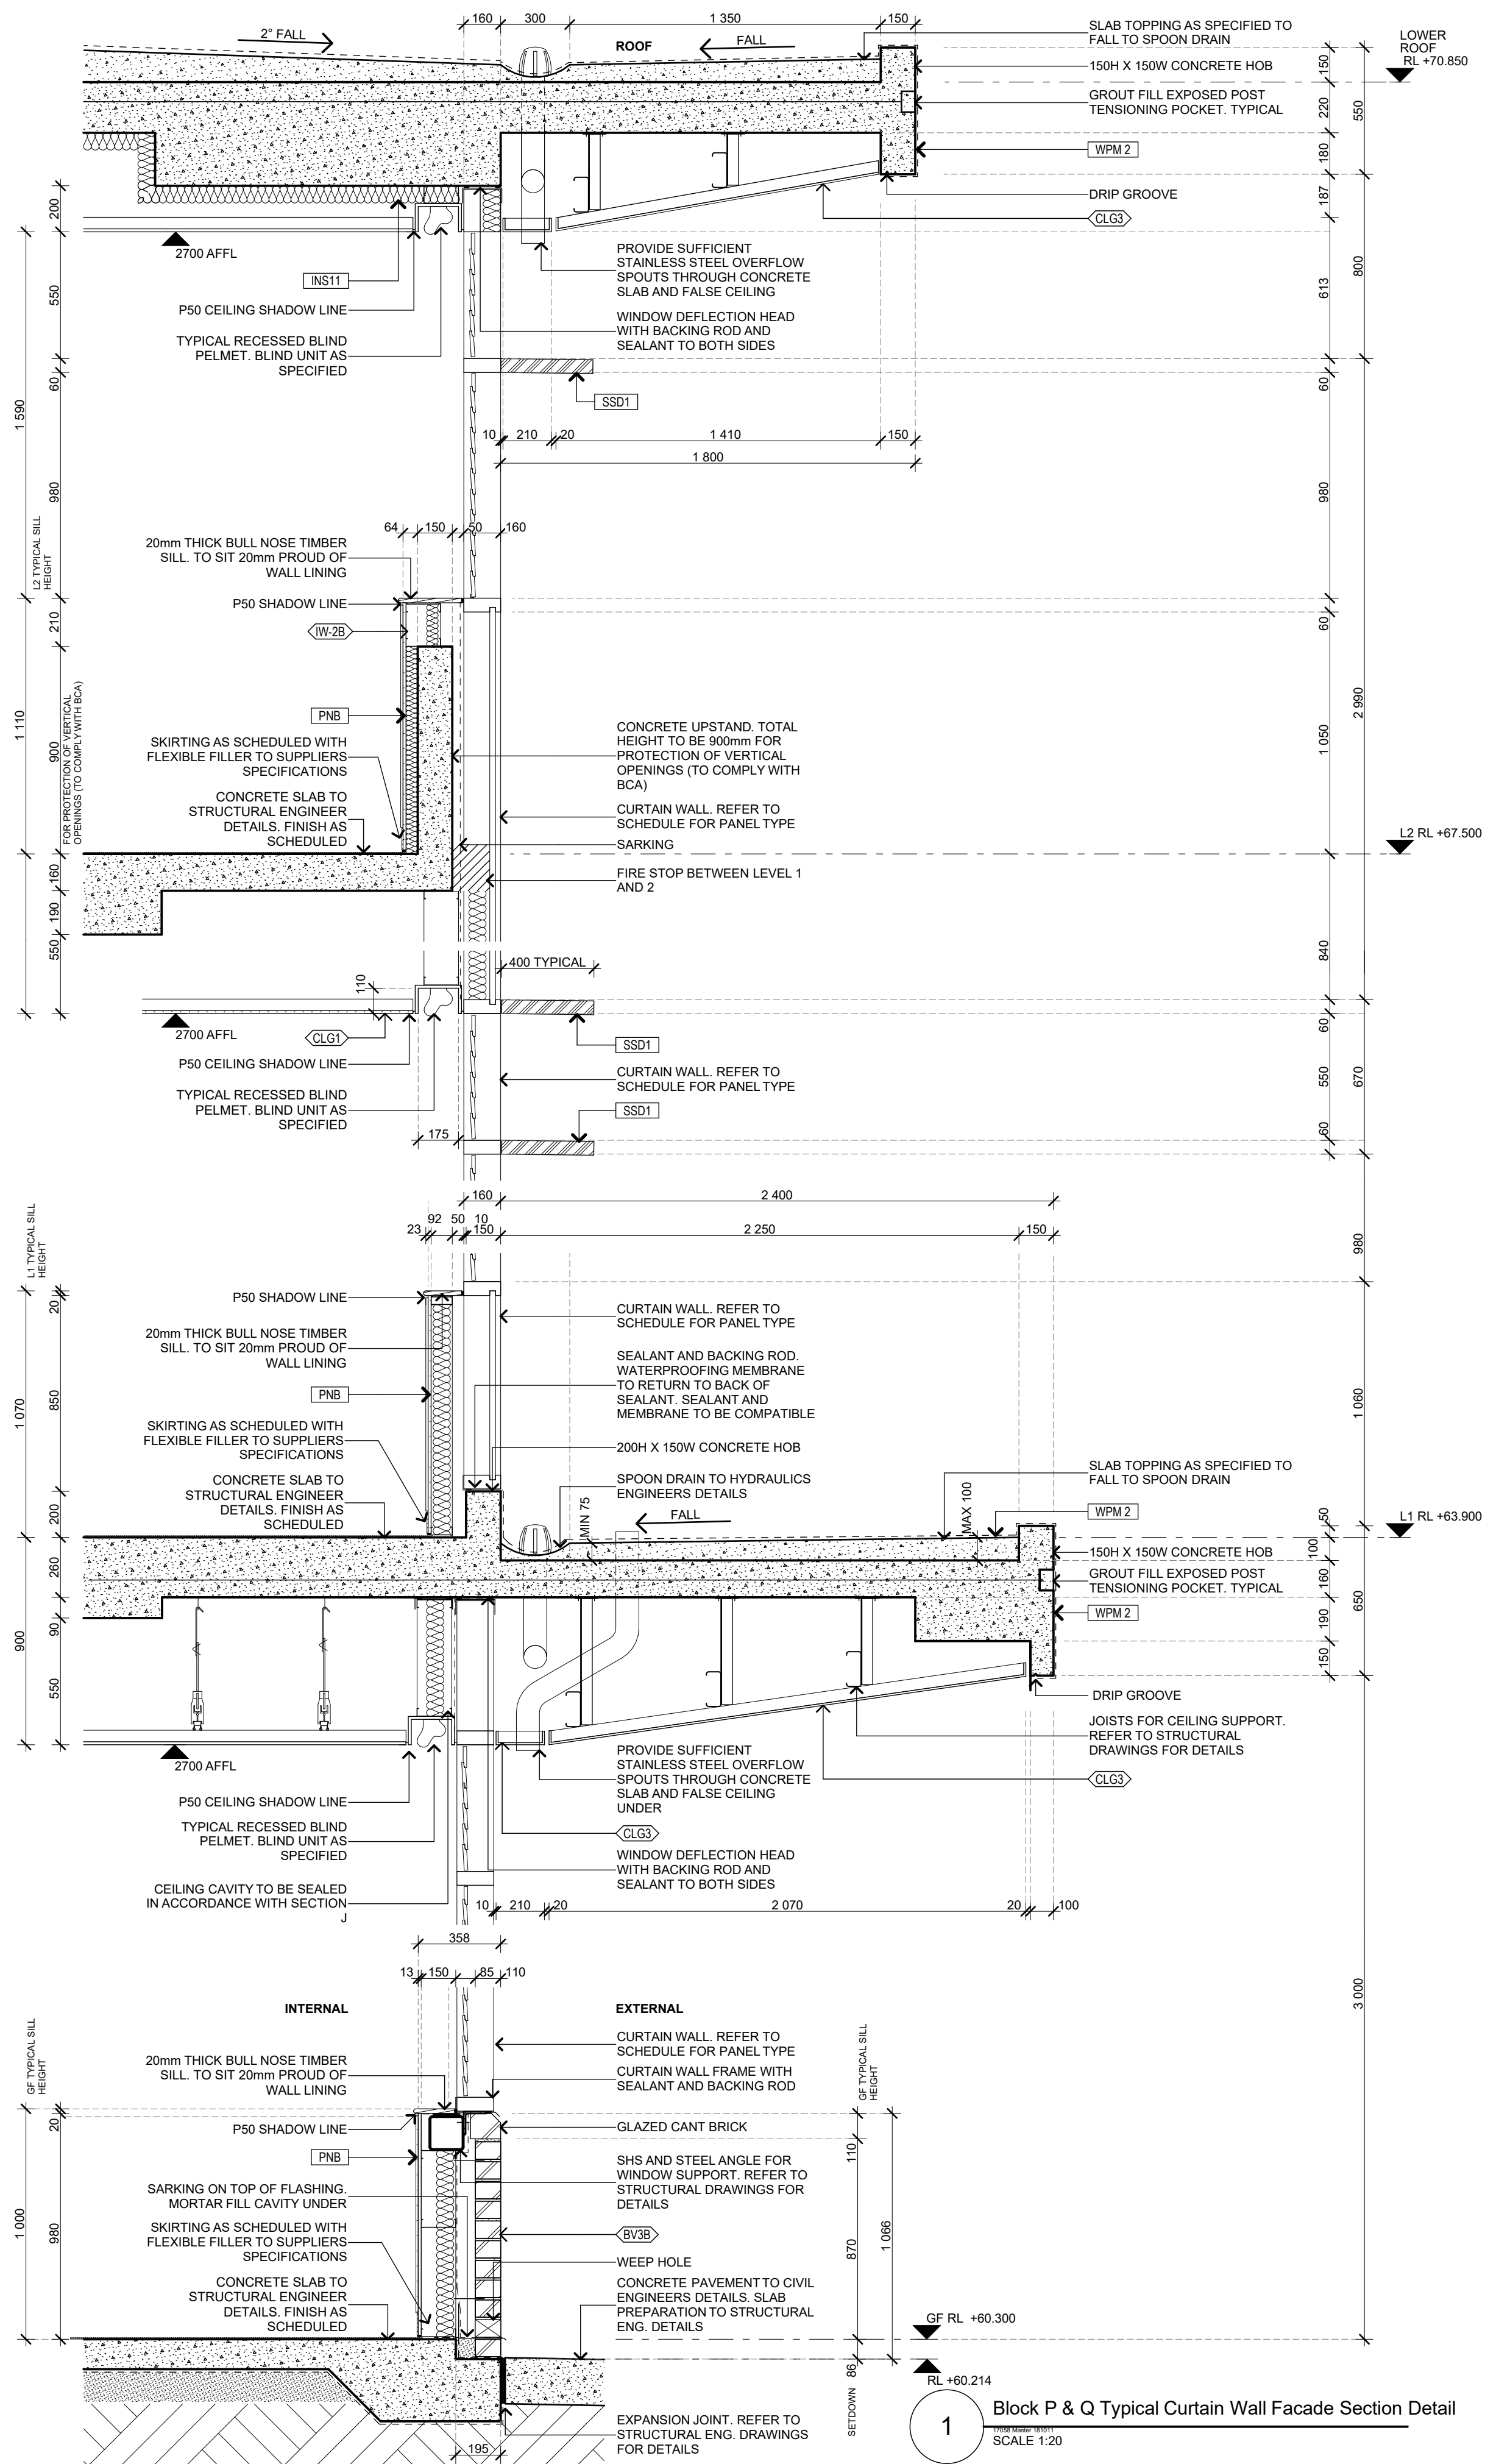 160
300
1 350
150
2° FALL
ROOF
FALL
SLAB TOPPING AS SPECIFIED TO
FALL TO SPOON DRAIN
LOWER
ROOF
RL +70.850
150H X 150W CONCRETE HOB
GROUT FILL EXPOSED POST
TENSIONING POCKET. TYPICAL
WPM 2
DRIP GROOVE
CLG3
150
220
180
187
550
200
2700 AFFL
INS11
P50 CEILING SHADOW LINE
TYPICAL RECESSED BLIND
PELMET. BLIND UNIT AS
SPECIFIED
PROVIDE SUFFICIENT
STAINLESS STEEL OVERFLOW
SPOUTS THROUGH CONCRETE
SLAB AND FALSE CEILING
WINDOW DEFLECTION HEAD
WITH BACKING ROD AND
SEALANT TO BOTH SIDES
SSD1
550
60
1 590
980
613
800
60
980
10
210
20
1 410
150
1 800
64
150
50
160
L2 TYPICAL SILL
HEIGHT
20mm THICK BULL NOSE TIMBER
SILL. TO SIT 20mm PROUD OF
WALL LINING
P50 SHADOW LINE
IW-2B
PNB
SKIRTING AS SCHEDULED WITH
FLEXIBLE FILLER TO SUPPLIERS
SPECIFICATIONS
CONCRETE SLAB TO
STRUCTURAL ENGINEER
DETAILS. FINISH AS
SCHEDULED
210
1 110
900
FOR PROTECTION OF VERTICAL
OPENINGS (TO COMPLY WITH BCA)
160
190
550
CONCRETE UPSTAND. TOTAL
HEIGHT TO BE 900mm FOR
PROTECTION OF VERTICAL
OPENINGS (TO COMPLY WITH
BCA)
CURTAIN WALL. REFER TO
SCHEDULE FOR PANEL TYPE
SARKING
FIRE STOP BETWEEN LEVEL 1
AND 2
60
2 990
1 050
L2 RL +67.500
840
400 TYPICAL
110
2700 AFFL
CLG1
P50 CEILING SHADOW LINE
TYPICAL RECESSED BLIND
PELMET. BLIND UNIT AS
SPECIFIED
175
SSD1
CURTAIN WALL. REFER TO
SCHEDULE FOR PANEL TYPE
SSD1
60
550
670
60
160
2 400
23
92
50
10
150
2 250
150
980
L1 TYPICAL SILL
HEIGHT
20
850
1 070
200
P50 SHADOW LINE
20mm THICK BULL NOSE TIMBER
SILL. TO SIT 20mm PROUD OF
WALL LINING
PNB
SKIRTING AS SCHEDULED WITH
FLEXIBLE FILLER TO SUPPLIERS
SPECIFICATIONS
CONCRETE SLAB TO
STRUCTURAL ENGINEER
DETAILS. FINISH AS
SCHEDULED
CURTAIN WALL. REFER TO
SCHEDULE FOR PANEL TYPE
SEALANT AND BACKING ROD.
WATERPROOFING MEMBRANE
TO RETURN TO BACK OF
SEALANT. SEALANT AND
MEMBRANE TO BE COMPATIBLE
200H X 150W CONCRETE HOB
SPOON DRAIN TO HYDRAULICS
ENGINEERS DETAILS
MIN 75
FALL
MAX 100
SLAB TOPPING AS SPECIFIED TO
FALL TO SPOON DRAIN
WPM 2
150H X 150W CONCRETE HOB
GROUT FILL EXPOSED POST
TENSIONING POCKET. TYPICAL
WPM 2
1 060
50
L1 RL +63.900
100
160
190
150
650
260
90
900
550
DRIP GROOVE
JOISTS FOR CEILING SUPPORT.
REFER TO STRUCTURAL
DRAWINGS FOR DETAILS
CLG3
2700 AFFL
P50 CEILING SHADOW LINE
TYPICAL RECESSED BLIND
PELMET. BLIND UNIT AS
SPECIFIED
CEILING CAVITY TO BE SEALED
IN ACCORDANCE WITH SECTION
J
PROVIDE SUFFICIENT
STAINLESS STEEL OVERFLOW
SPOUTS THROUGH CONCRETE
SLAB AND FALSE CEILING
UNDER
CLG3
WINDOW DEFLECTION HEAD
WITH BACKING ROD AND
SEALANT TO BOTH SIDES
10
210
20
2 070
20
100
358
13
150
85
110
3 000
INTERNAL
EXTERNAL
GF TYPICAL SILL
HEIGHT
20
1 000
980
20mm THICK BULL NOSE TIMBER
SILL. TO SIT 20mm PROUD OF
WALL LINING
P50 SHADOW LINE
PNB
SARKING ON TOP OF FLASHING.
MORTAR FILL CAVITY UNDER
SKIRTING AS SCHEDULED WITH
FLEXIBLE FILLER TO SUPPLIERS
SPECIFICATIONS
CONCRETE SLAB TO
STRUCTURAL ENGINEER
DETAILS. FINISH AS
SCHEDULED
CURTAIN WALL. REFER TO
SCHEDULE FOR PANEL TYPE
CURTAIN WALL FRAME WITH
SEALANT AND BACKING ROD
GLAZED CANT BRICK
SHS AND STEEL ANGLE FOR
WINDOW SUPPORT. REFER TO
STRUCTURAL DRAWINGS FOR
DETAILS
BV3B
WEEP HOLE
CONCRETE PAVEMENT TO CIVIL
ENGINEERS DETAILS. SLAB
PREPARATION TO STRUCTURAL
ENG. DETAILS
EXPANSION JOINT. REFER TO
STRUCTURAL ENG. DRAWINGS
FOR DETAILS
195
GF TYPICAL SILL
HEIGHT
110
870
1 066
86
SETDOWN
GF RL +60.300
RL +60.214
1
Block P & Q Typical Curtain Wall Facade Section Detail
17058 Master 181011
SCALE 1:20